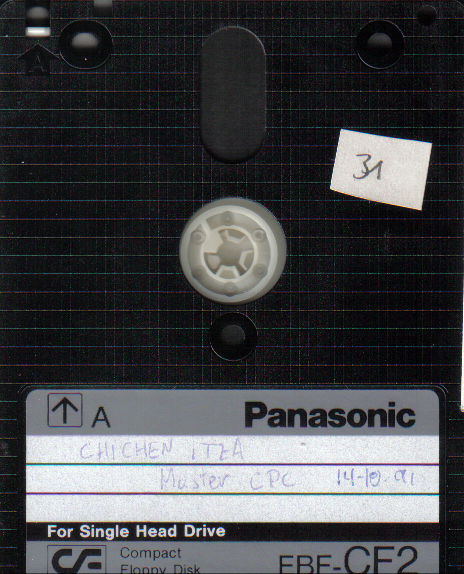 A
31
A Panasonic
CHICHEN ITZA
Master CPC 14-10-91
For Single Head Drive
CF Compact
Floppy Disk EBF-CF2